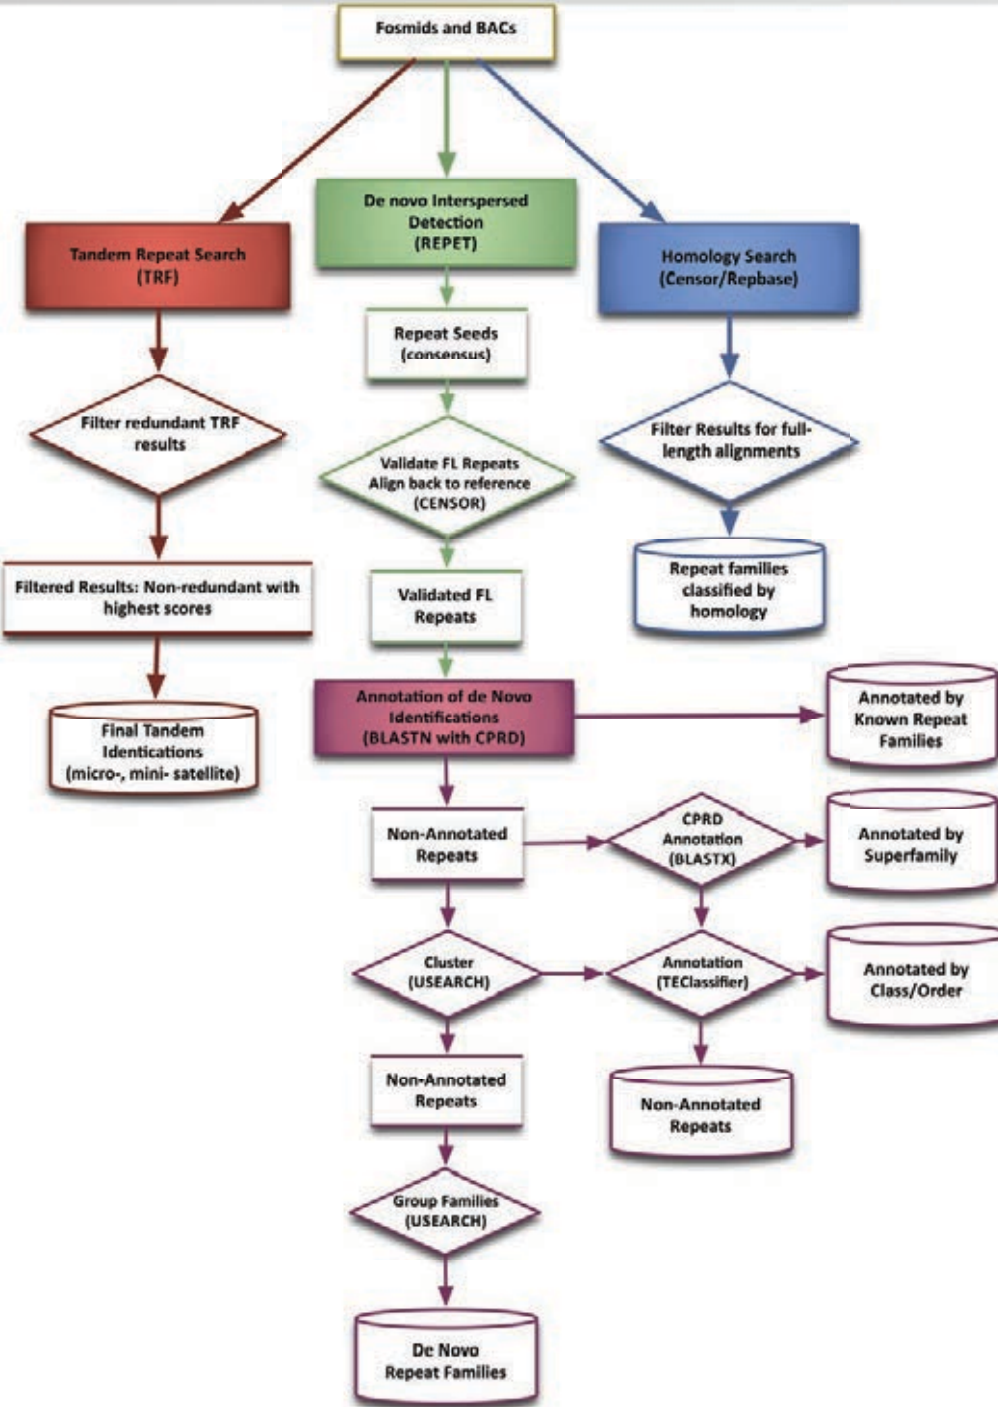 Fosmids and BACs
De novo Interspersed
Detection
(REPET)
Tandem Repeat Search
(TRF)
Homology Search
(Censor/Repbase)
Repeat Seeds
(consensus)
Filter redundant TRF
results
Filter Results for full-
length alignments
Validate FL Repeats
Align back to reference
(CENSOR)
Filtered Results: Non-redundant with
highest scores
Validated FL
Repeats
Repeat families
classified by
homology
Final Tandem
Identications
(micro-, mini- satellite)
Annotation of de Novo
Identifications
(BLASTN with CPRD)
Annotated by
Known Repeat
Families
Non-Annotated
Repeats
CPRD
Annotation
(BLASTX)
Annotated by
Superfamily
Cluster
(USEARCH)
Annotation
(TEClassifier)
Annotated by
Class/Order
Non-Annotated
Repeats
Non-Annotated
Repeats
Group Families
(USEARCH)
De Novo
Repeat Families